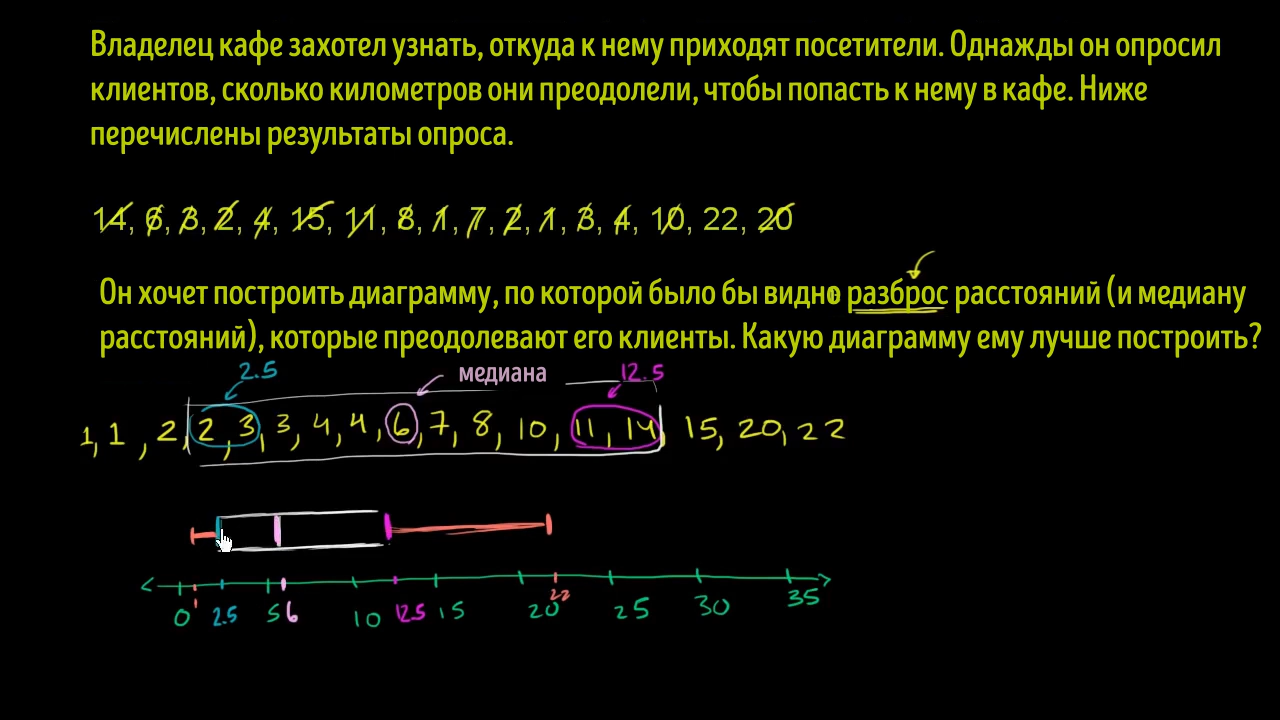 Владелец кафе захотел узнать, откуда к нему приходят посетители. Однажды он опросил
клиентов, сколько километров они преодолели, чтобы попасть к нему в кафе. Ниже
перечислены результаты опроса.
14, 6, 3, 2, 4, 15, 11, 8, 1, 7, 2, 1, 3, 4, 10, 22, 20
Он хочет построить диаграмму, по которой было бы видно разброс расстояний (и медиану
расстояний), которые преодолевают его клиенты. Какую диаграмму ему лучше построить?
2.5 медиана 12.5
1, 1, 2, 2, 3, 3, 4, 4, 6, 7, 8, 10, 11, 14, 15, 20, 22
0 1 2.5 5 6 10 12.5 15 20 22 25 30 35